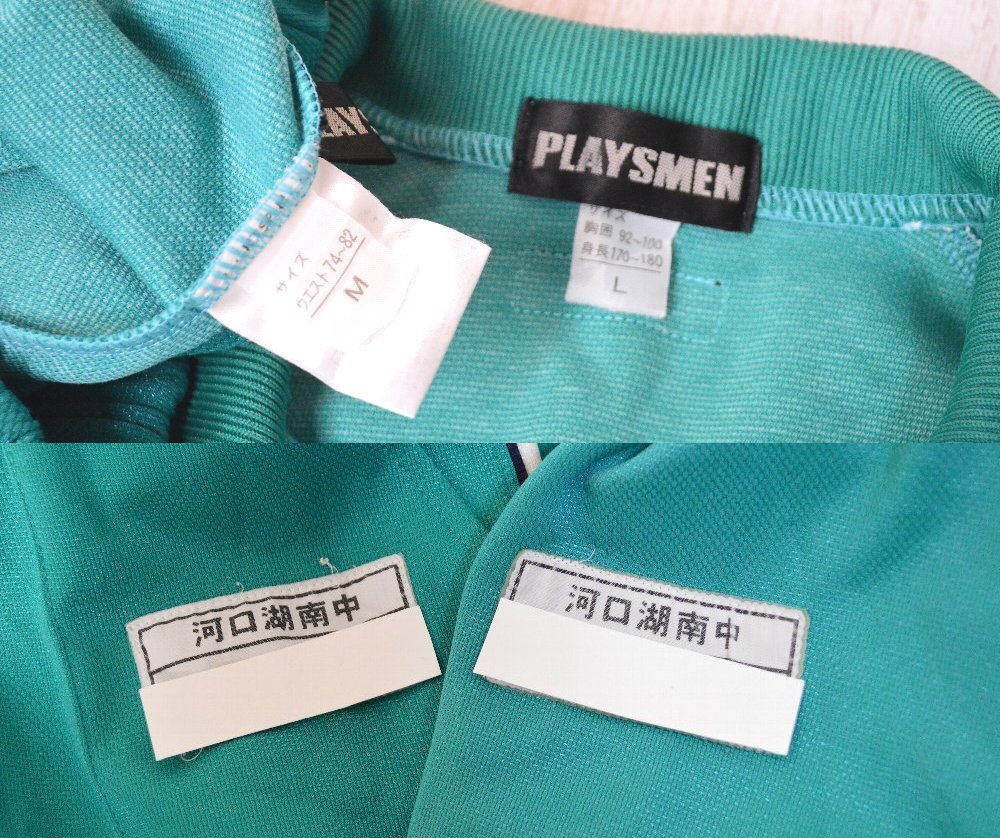 LAY
PLAYSMEN
サイズ
ウエスト74~82
M
サイズ
胸囲 92~100
身長170~180
L
河口湖南中
河口湖南中